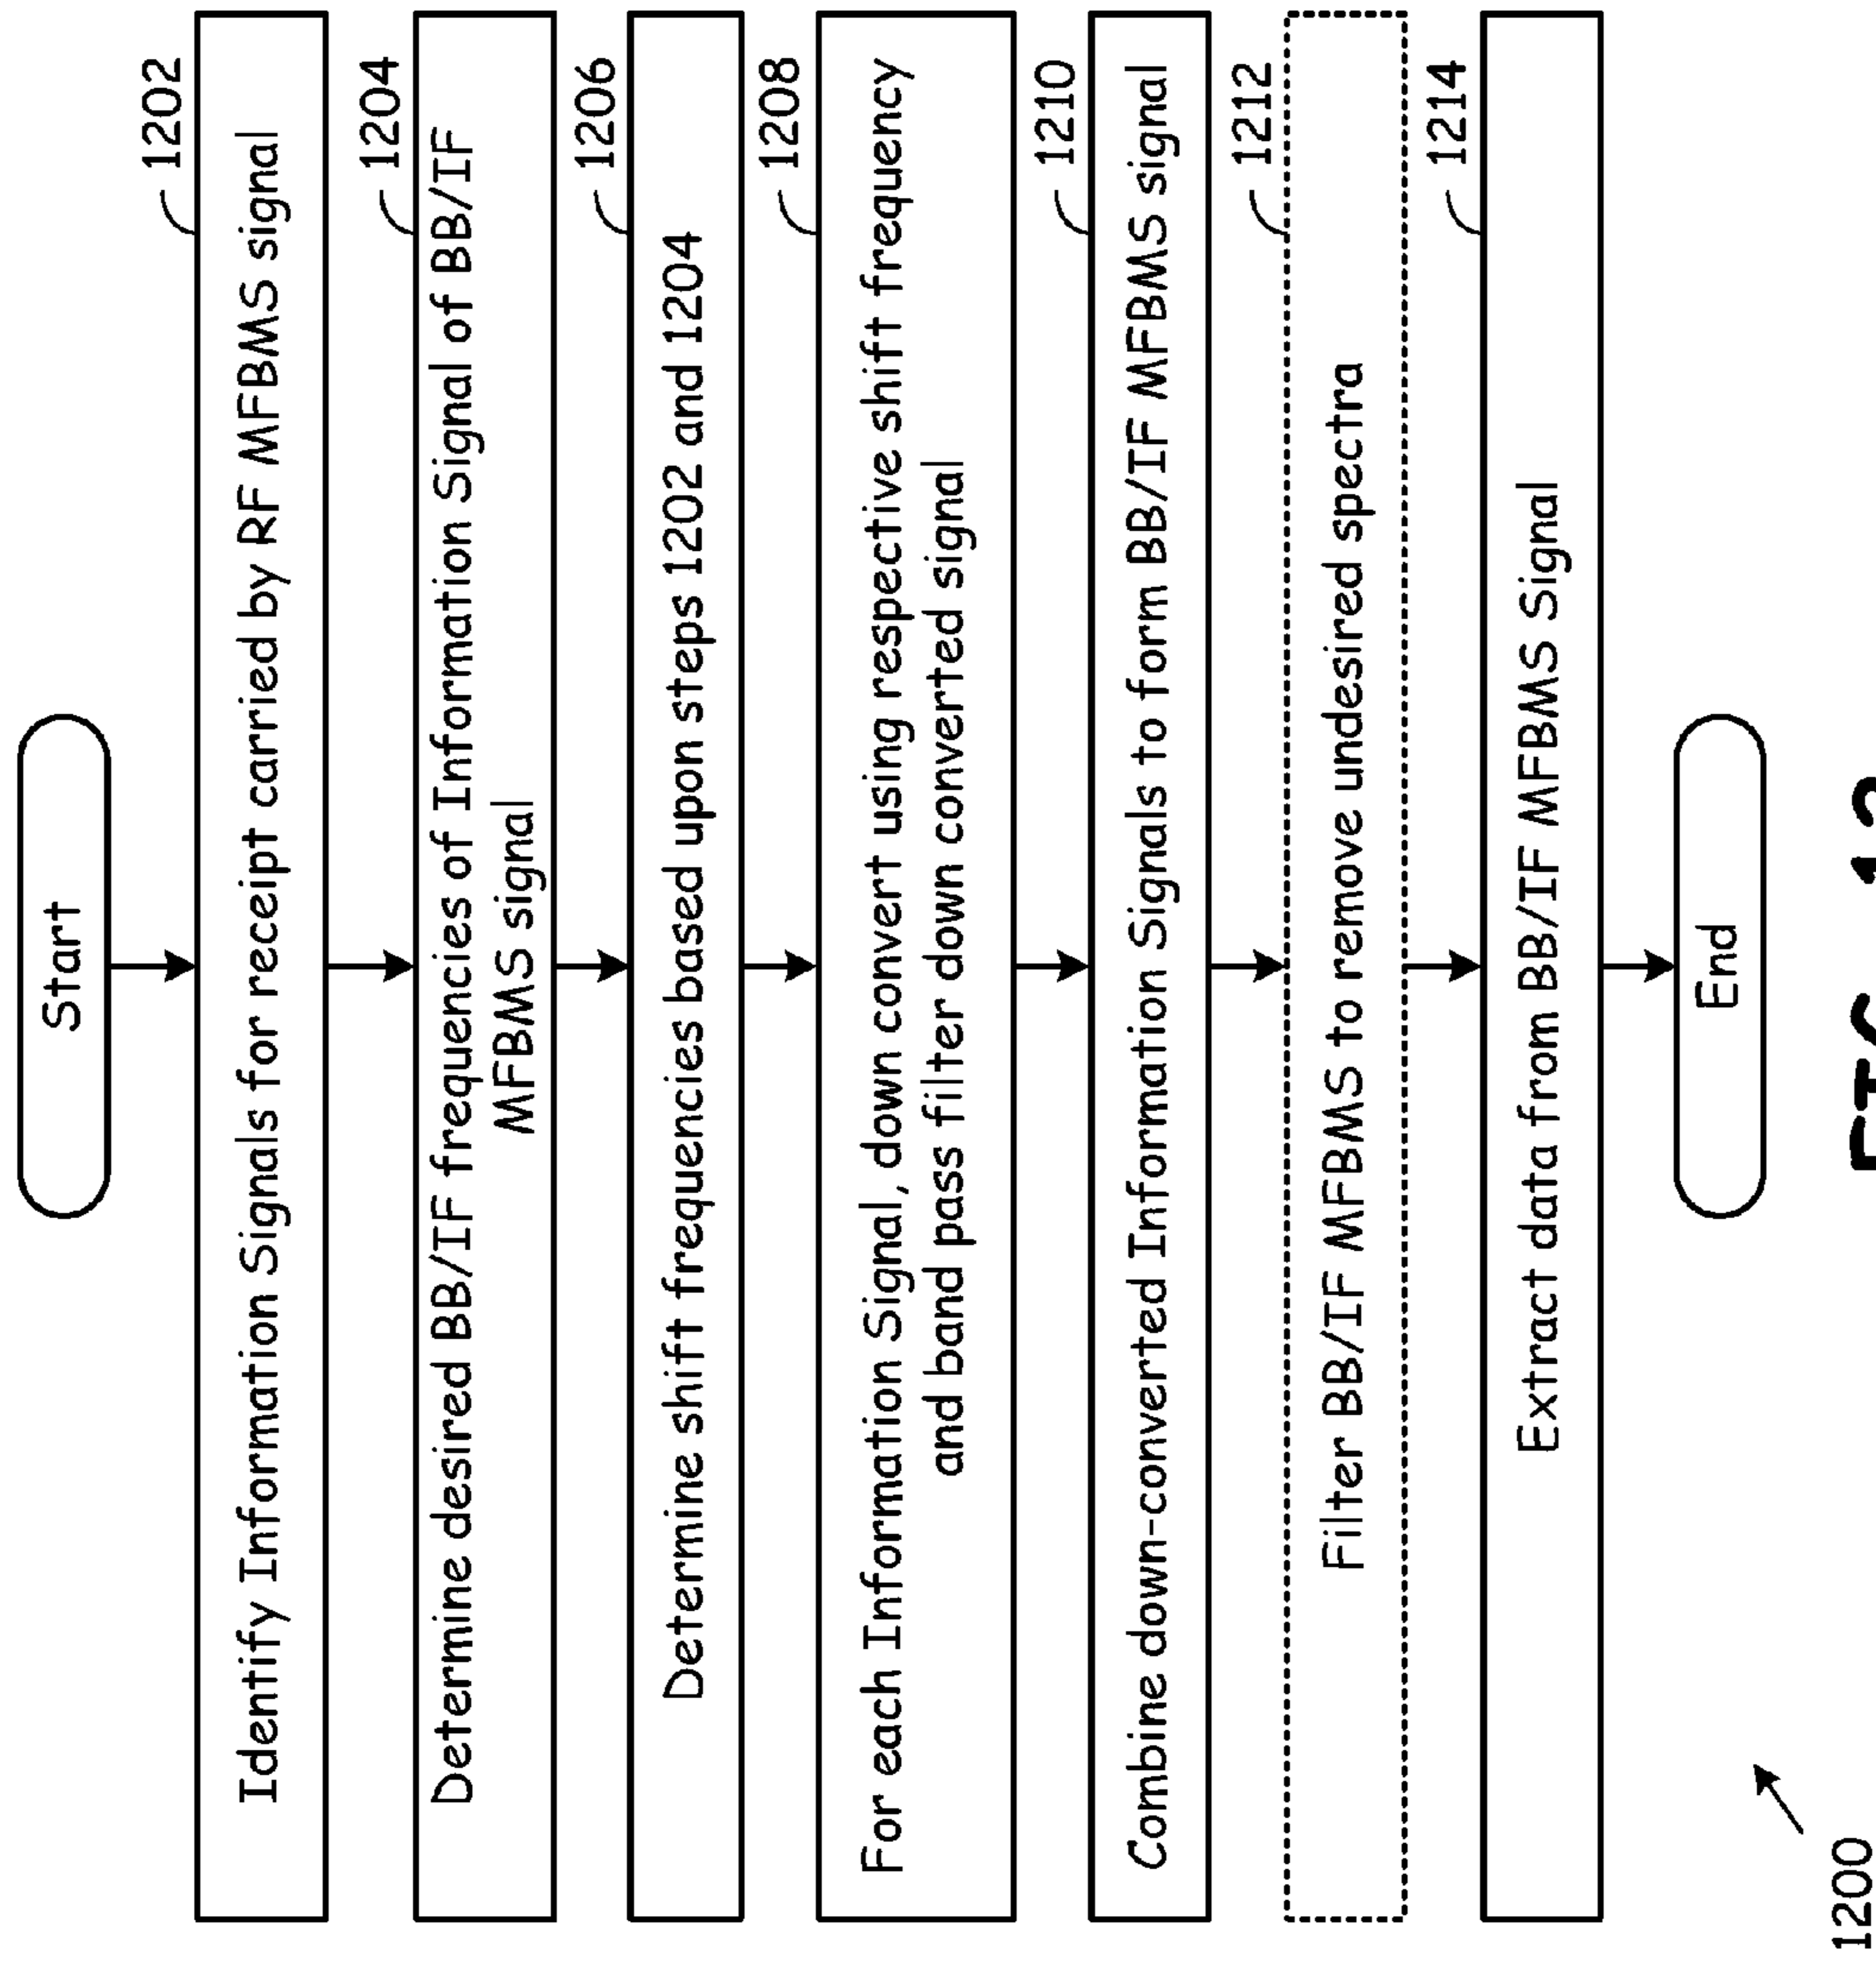 Start
1202
Identify Information Signals for receipt carried by RF MFBMS signal
1204
Determine desired BB/IF frequencies of Information Signal of BB/IF
MFBMS signal
1206
Determine shift frequencies based upon steps 1202 and 1204
1208
For each Information Signal, down convert using respective shift frequency
and band pass filter down converted signal
1210
Combine down-converted Information Signals to form BB/IF MFBMS signal
1212
Filter BB/IF MFBMS to remove undesired spectra
1214
Extract data from BB/IF MFBMS Signal
End
1200